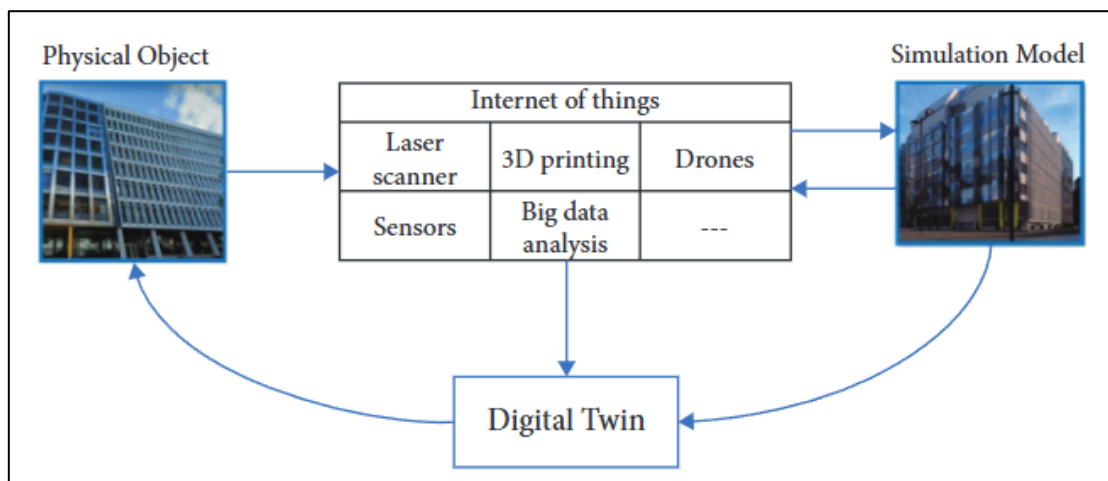 Physical Object
Simulation Model
Internet of things
Laser
scanner
3D printing
Drones
Sensors
Big data
analysis
---
Digital Twin